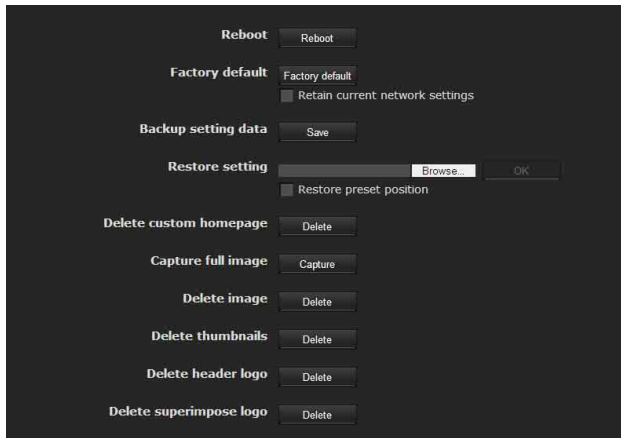 Reboot Reboot
Factory default Factory default
Retain current network settings
Backup setting data Save
Restore setting Browse... OK
Restore preset position
Delete custom homepage Delete
Capture full image Capture
Delete image Delete
Delete thumbnails Delete
Delete header logo Delete
Delete superimpose logo Delete